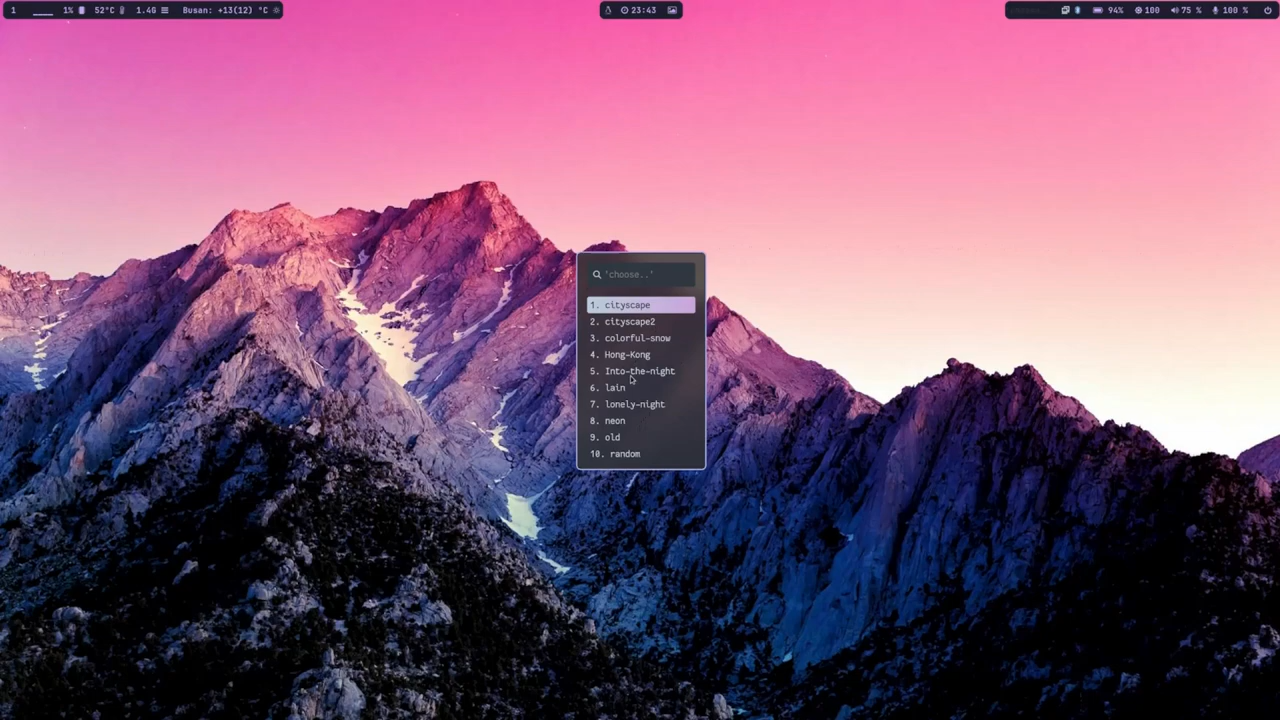 1 ____ 1% 52°C 1.4G Busan: +13(12) °C
23:43
94% 100 75 % 100 %
'choose..'
1. cityscape
2. cityscape2
3. colorful-snow
4. Hong-Kong
5. Into-the-night
6. lain
7. lonely-night
8. neon
9. old
10. random